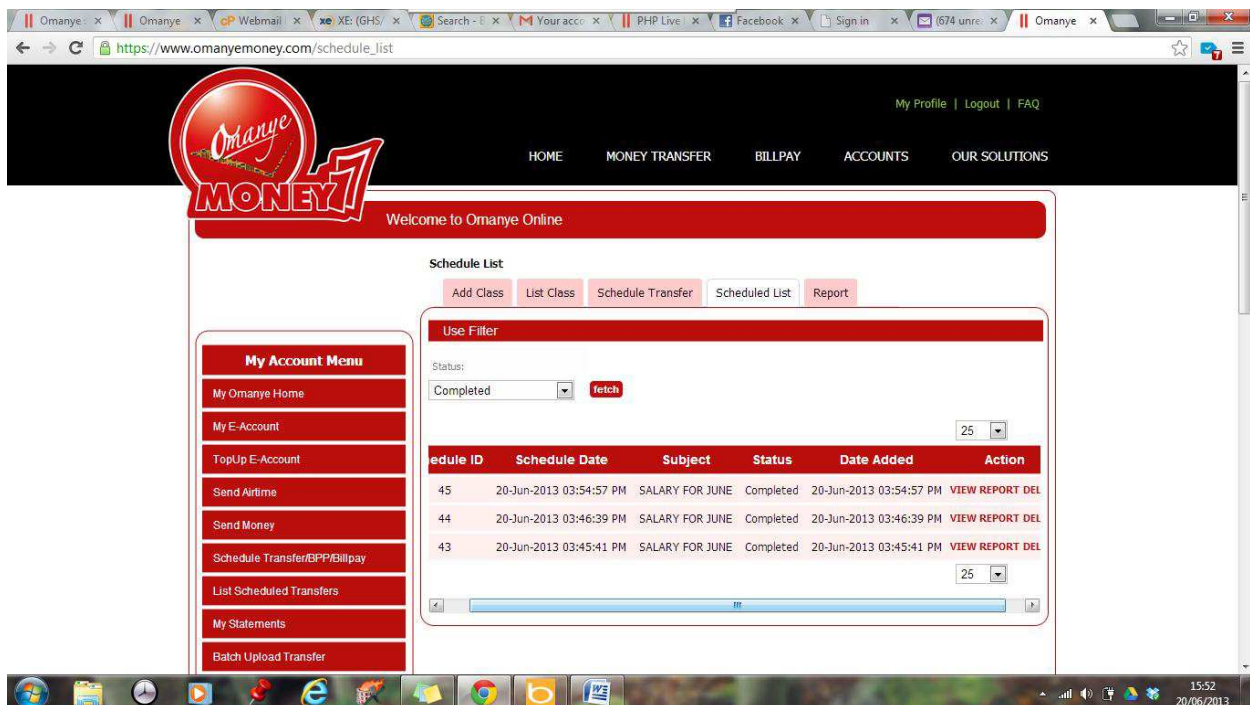 Omanye: Omanye cP Webmail xe XE: (GHS/ Search - Your acco PHP Live Facebook Sign in (674 unre Omanye
https://www.omanyemoney.com/schedule_list
My Profile | Logout | FAQ
Omanye
MONEY
HOME MONEY TRANSFER BILLPAY ACCOUNTS OUR SOLUTIONS
Welcome to Omanye Online
Schedule List
Add Class List Class Schedule Transfer Scheduled List Report
Use Filter
Status:
Completed fetch
25
edule ID Schedule Date Subject Status Date Added Action
45 20-Jun-2013 03:54:57 PM SALARY FOR JUNE Completed 20-Jun-2013 03:54:57 PM VIEW REPORT DEL
44 20-Jun-2013 03:46:39 PM SALARY FOR JUNE Completed 20-Jun-2013 03:46:39 PM VIEW REPORT DEL
43 20-Jun-2013 03:45:41 PM SALARY FOR JUNE Completed 20-Jun-2013 03:45:41 PM VIEW REPORT DEL
25
My Account Menu
My Omanye Home
My E-Account
TopUp E-Account
Send Airtime
Send Money
Schedule Transfer/BPP/Billpay
List Scheduled Transfers
My Statements
Batch Upload Transfer
15:52
20/06/2013